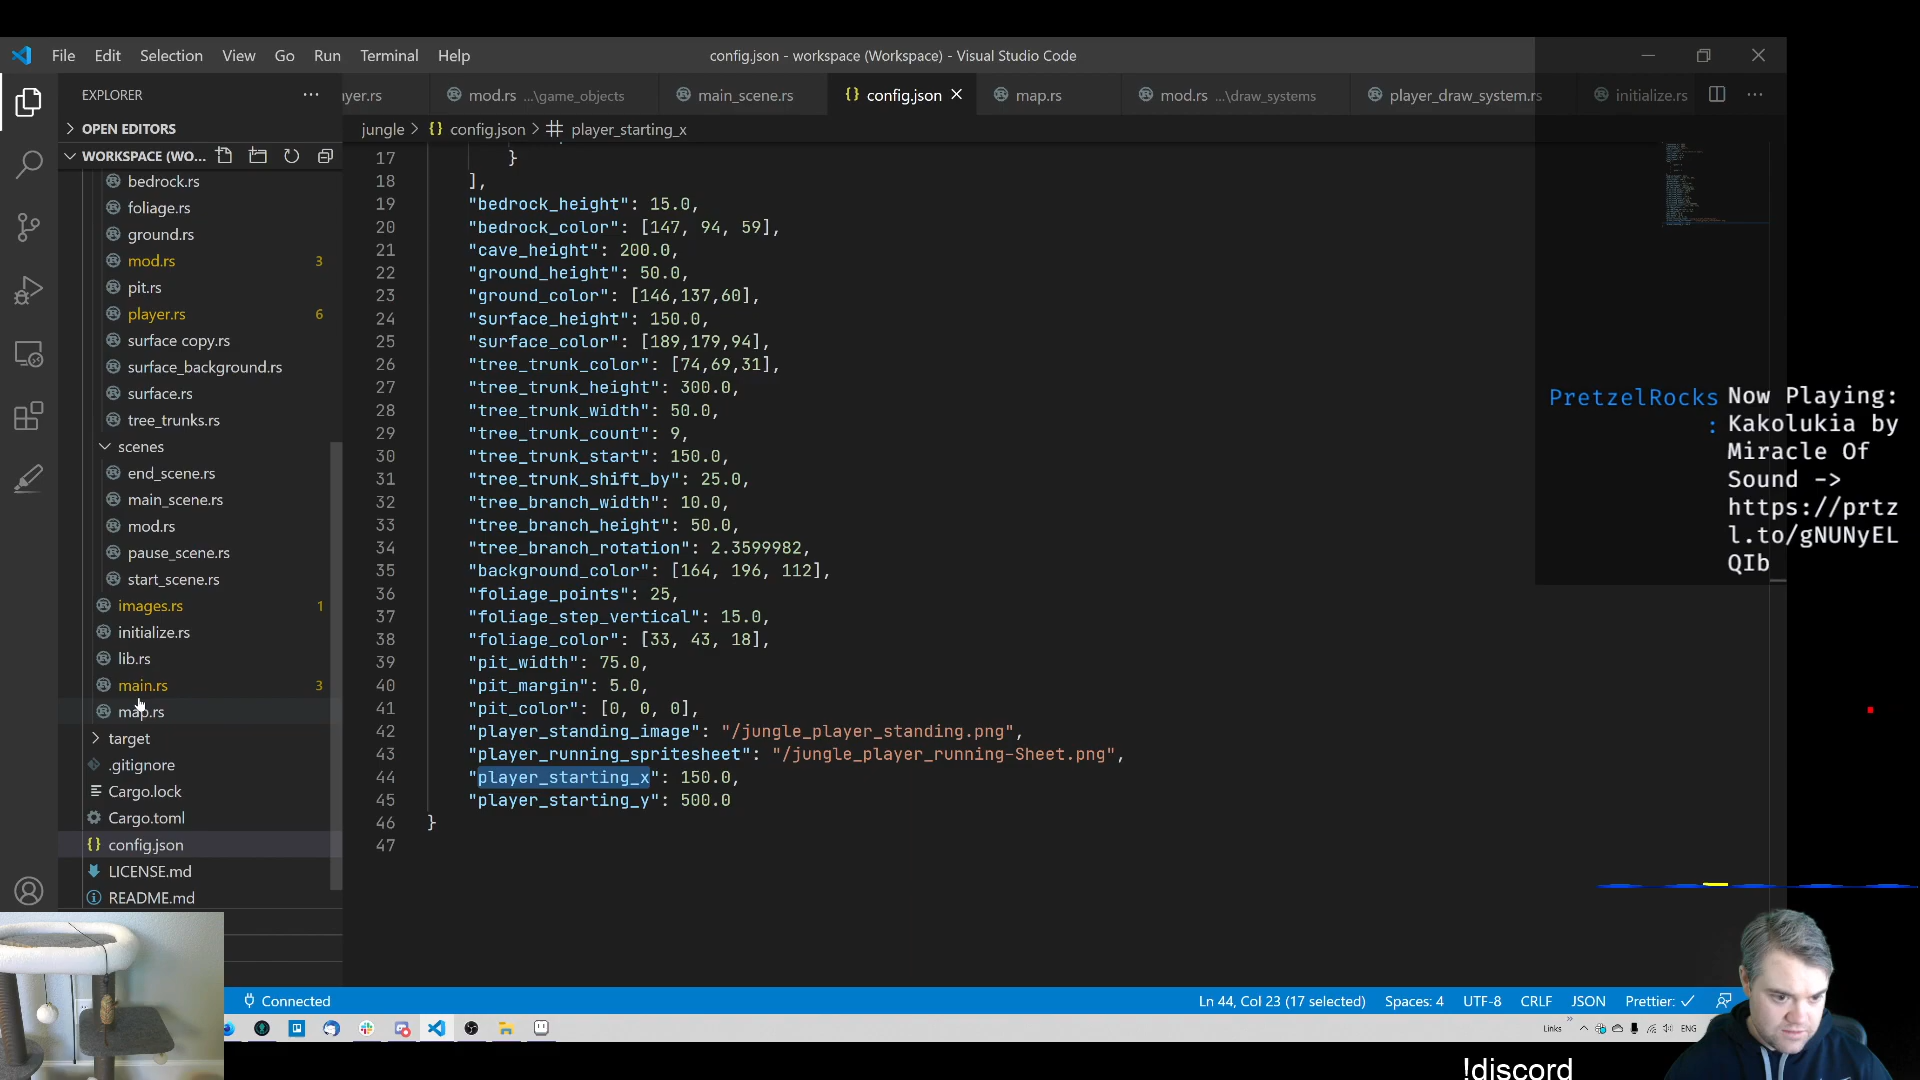 File Edit Selection View Go Run Terminal Help
config.json - workspace (Workspace) - Visual Studio Code
EXPLORER
OPEN EDITORS
WORKSPACE (WO...
bedrock.rs
foliage.rs
ground.rs
mod.rs 3
pit.rs
player.rs 6
surface copy.rs
surface_background.rs
surface.rs
tree_trunks.rs
scenes
end_scene.rs
main_scene.rs
mod.rs
pause_scene.rs
start_scene.rs
images.rs 1
initialize.rs
lib.rs
main.rs 3
map.rs
target
.gitignore
Cargo.lock
Cargo.toml
config.json
LICENSE.md
README.md
yer.rs mod.rs ...\game_objects main_scene.rs config.json map.rs mod.rs ...\draw_systems player_draw_system.rs initialize.rs
jungle > config.json > player_starting_x
17 }
18 ],
19 "bedrock_height": 15.0,
20 "bedrock_color": [147, 94, 59],
21 "cave_height": 200.0,
22 "ground_height": 50.0,
23 "ground_color": [146,137,60],
24 "surface_height": 150.0,
25 "surface_color": [189,179,94],
26 "tree_trunk_color": [74,69,31],
27 "tree_trunk_height": 300.0,
28 "tree_trunk_width": 50.0,
29 "tree_trunk_count": 9,
30 "tree_trunk_start": 150.0,
31 "tree_trunk_shift_by": 25.0,
32 "tree_branch_width": 10.0,
33 "tree_branch_height": 50.0,
34 "tree_branch_rotation": 2.3599982,
35 "background_color": [164, 196, 112],
36 "foliage_points": 25,
37 "foliage_step_vertical": 15.0,
38 "foliage_color": [33, 43, 18],
39 "pit_width": 75.0,
40 "pit_margin": 5.0,
41 "pit_color": [0, 0, 0],
42 "player_standing_image": "/jungle_player_standing.png",
43 "player_running_spritesheet": "/jungle_player_running-Sheet.png",
44 "player_starting_x": 150.0,
45 "player_starting_y": 500.0
46 }
47
PretzelRocks Now Playing:
: Kakolukia by
Miracle Of
Sound ->
https://prtz
l.to/gNUNyEL
QIb
Connected
Ln 44, Col 23 (17 selected) Spaces: 4 UTF-8 CRLF JSON Prettier: ✓
Links ENG
!discord